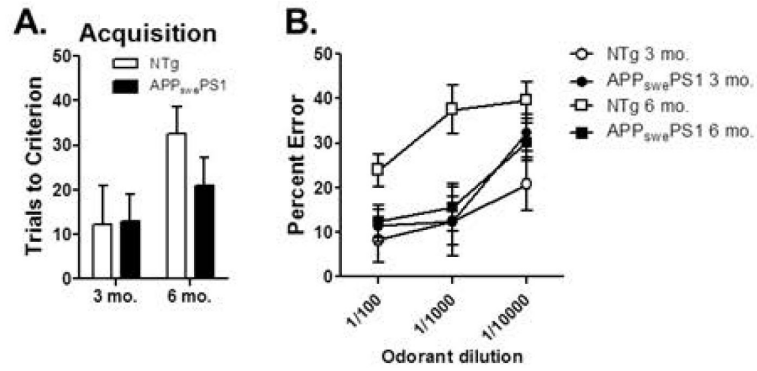 A.
Acquisition
NTg
APPswePS1
Trials to Criterion
50
40
30
20
10
0
3 mo.
6 mo.
B.
Percent Error
50
40
30
20
10
0
1/100
1/1000
1/10000
Odorant dilution
NTg 3 mo.
APPswePS1 3 mo.
NTg 6 mo.
APPswePS1 6 mo.